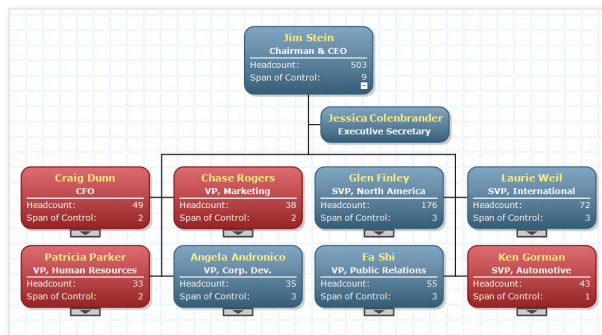 Jim Stein
Chairman & CEO
Headcount: 503
Span of Control: 9
Jessica Colenbrander
Executive Secretary
Craig Dunn
CFO
Headcount: 49
Span of Control: 2
Chase Rogers
VP, Marketing
Headcount: 38
Span of Control: 2
Glen Finley
SVP, North America
Headcount: 176
Span of Control: 3
Laurie Weil
SVP, International
Headcount: 72
Span of Control: 3
Patricia Parker
VP, Human Resources
Headcount: 33
Span of Control: 2
Angela Andronico
VP, Corp. Dev.
Headcount: 35
Span of Control: 3
Fa Shi
VP, Public Relations
Headcount: 55
Span of Control: 3
Ken Gorman
SVP, Automotive
Headcount: 43
Span of Control: 1